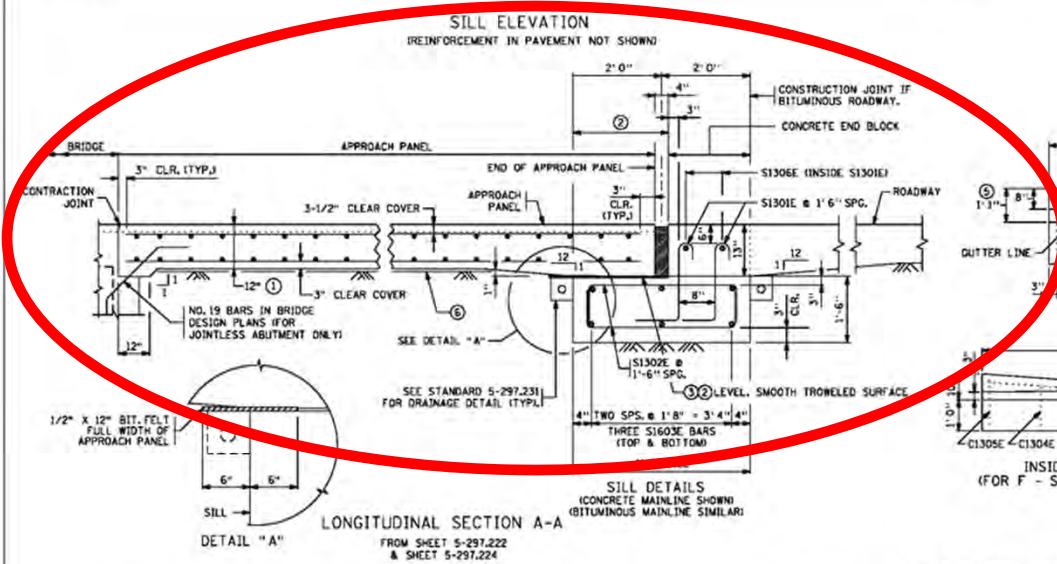 SILL ELEVATION
(REINFORCEMENT IN PAVEMENT NOT SHOWN)
2'0"
2'0"
4"
3"
CONSTRUCTION JOINT IF
BITUMINOUS ROADWAY.
②
CONCRETE END BLOCK
BRIDGE
APPROACH PANEL
END OF APPROACH PANEL
3" CLR. (TYP.)
S1306E (INSIDE S1301E)
CONTRACTION
JOINT
3-1/2" CLEAR COVER
APPROACH
PANEL
3"
CLR.
(TYP.)
S1301E @ 1'6" SPG.
ROADWAY
⑤
1'1"
8"
6"
13"
GUTTER LINE
12
1
12
1
1
1
12" ①
3" CLEAR COVER
1"
⑥
8"
3"
CLR.
3"
1'-6"
3"
NO. 19 BARS IN BRIDGE
DESIGN PLANS (FOR
JOINTLESS ABUTMENT ONLY)
12"
SEE DETAIL "A"
S1302E @
1'-6" SPG.
SEE STANDARD 5-297.231
FOR DRAINAGE DETAIL (TYP.)
③② LEVEL, SMOOTH TROWELED SURFACE
4" TWO SPS. @ 1'8" = 3'4" 4"
THREE S1603E BARS
(TOP & BOTTOM)
1/2" X 12" BIT. FELT
FULL WIDTH OF
APPROACH PANEL
3"
1'0"
C1305E
C1304E
6"
6"
SILL
DETAIL "A"
LONGITUDINAL SECTION A-A
FROM SHEET 5-297.222
& SHEET 5-297.224
SILL DETAILS
(CONCRETE MAINLINE SHOWN)
(BITUMINOUS MAINLINE SIMILAR)
INSI
(FOR F - S